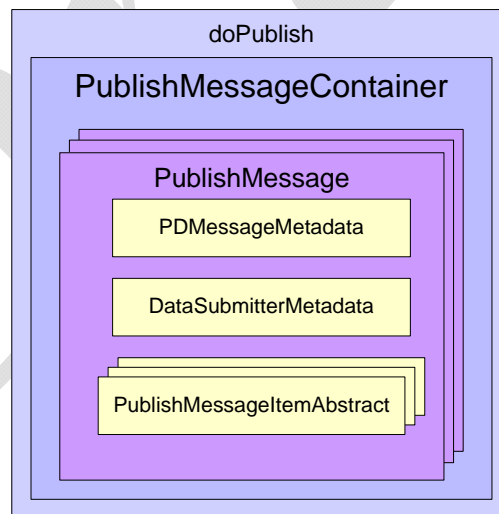 doPublish
PublishMessageContainer
PublishMessage
PDMessageMetadata
DataSubmitterMetadata
PublishMessageItemAbstract